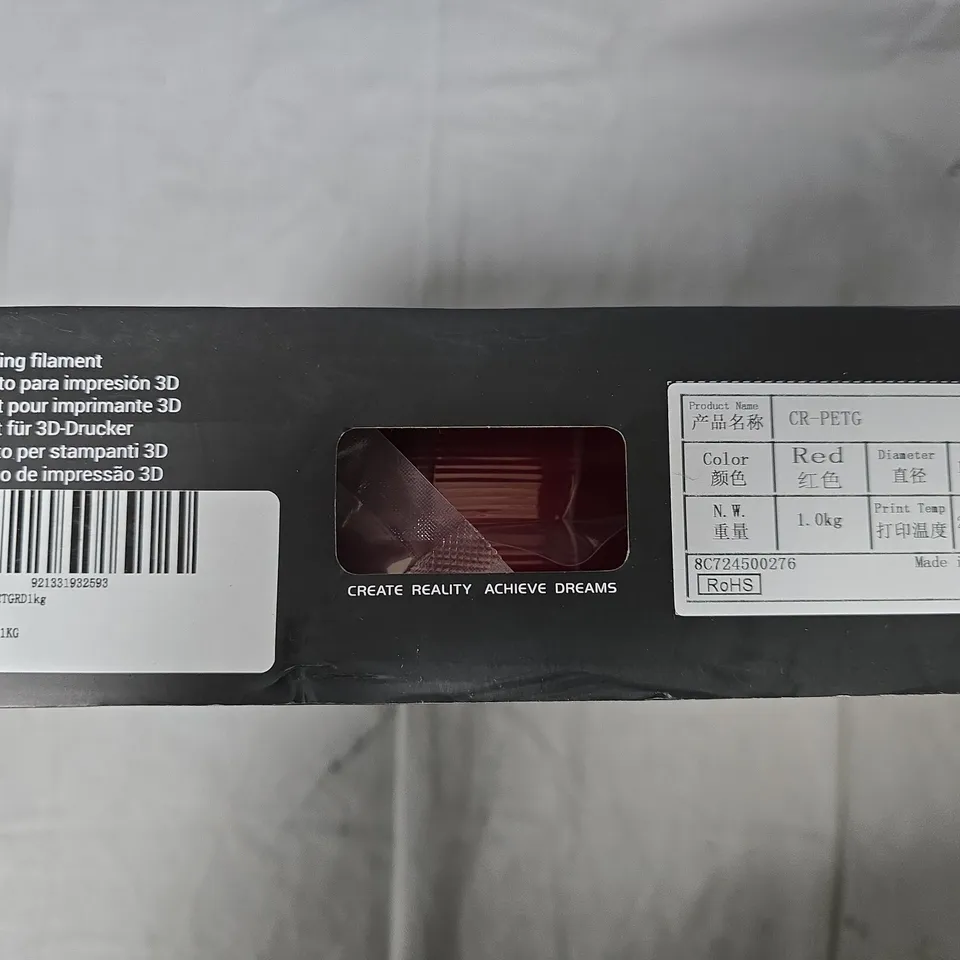 ing filament
to para impresión 3D
t pour imprimante 3D
t für 3D-Drucker
to per stampanti 3D
o de impressão 3D
921331932593
TGRD1kg
1KG
CREATE REALITY ACHIEVE DREAMS
Product Name
产品名称
CR-PETG
Color
颜色
Red
红色
Diameter
直径
N.W.
重量
1.0kg
Print Temp
打印温度
8C724500276
Made
RoHS